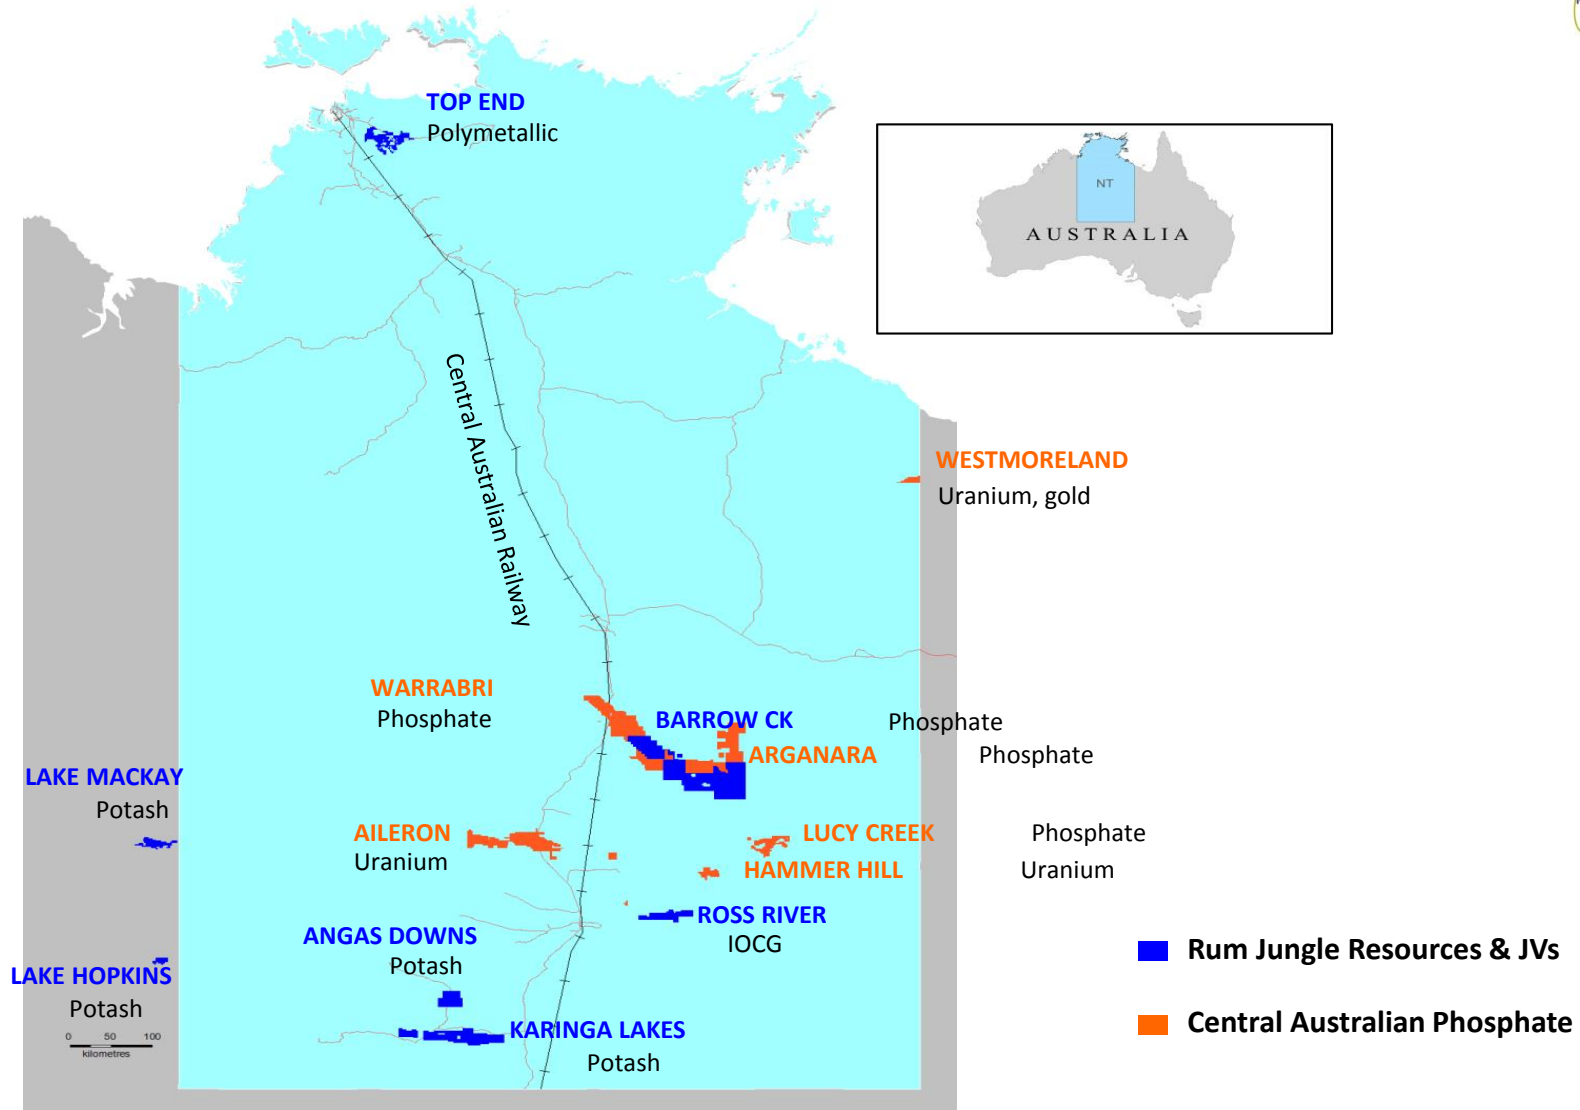 TOP END
Polymetallic
NT
AUSTRALIA
Central Australian Railway
WESTMORELAND
Uranium, gold
WARRABRI
Phosphate
BARROW CK
Phosphate
ARGANARA
Phosphate
LAKE MACKAY
Potash
AILERON
Uranium
LUCY CREEK
Phosphate
HAMMER HILL
Uranium
ROSS RIVER
IOCG
ANGAS DOWNS
Potash
LAKE HOPKINS
Potash
KARINGA LAKES
Potash
0 50 100
kilometres
Rum Jungle Resources & JVs
Central Australian Phosphate